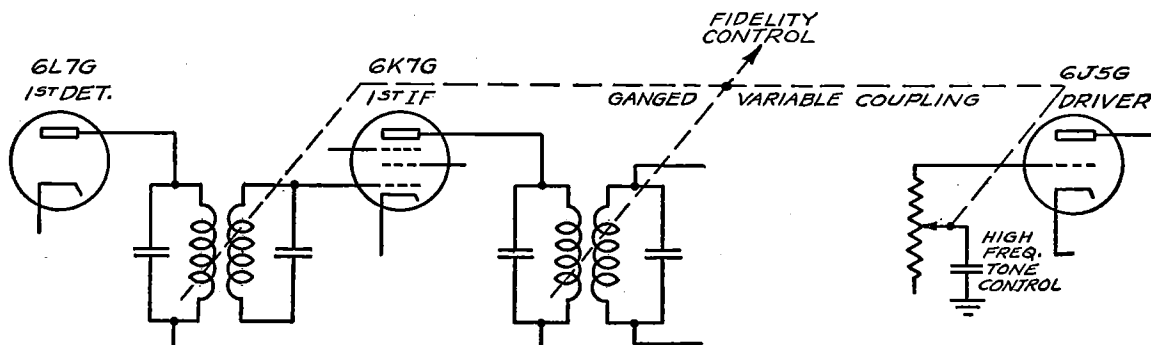 FIDELITY
CONTROL
6L7G
1ST DET.
6K7G
1ST IF
GANGED VARIABLE COUPLING
6J5G
DRIVER
HIGH
FREQ.
TONE
CONTROL